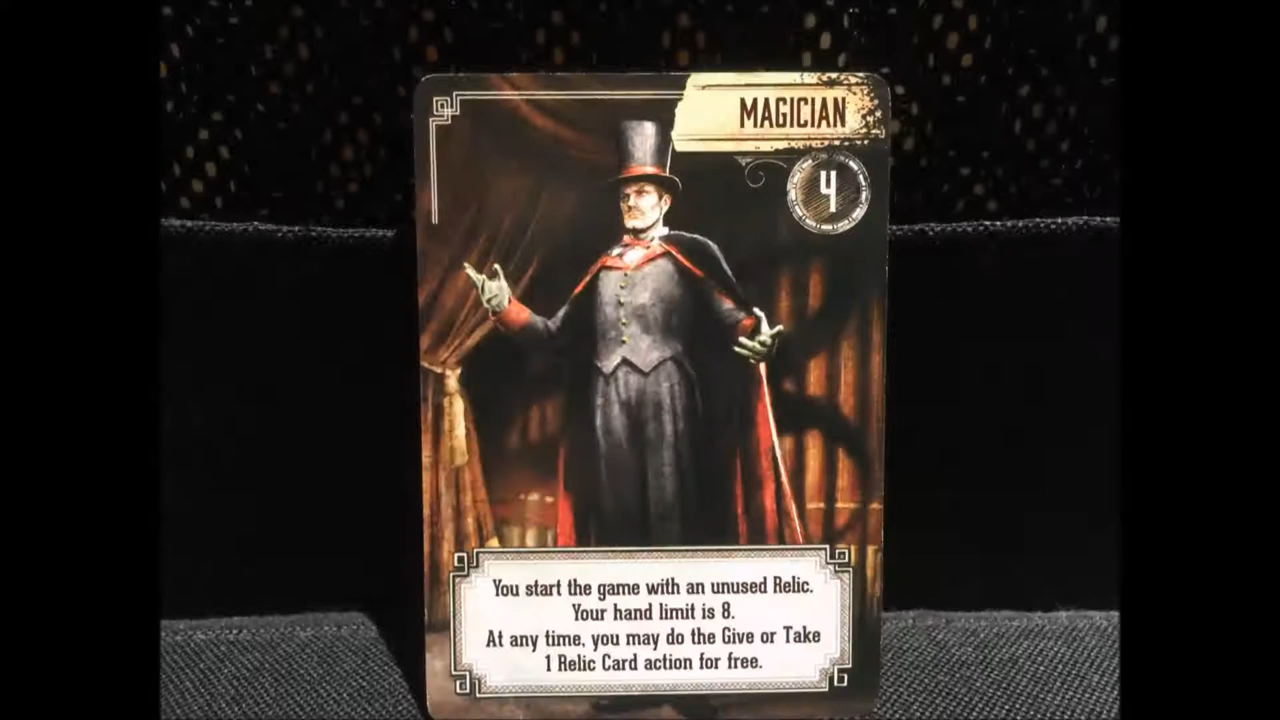 MAGICIAN
4
You start the game with an unused Relic.
Your hand limit is 8.
At any time, you may do the Give or Take
1 Relic Card action for free.